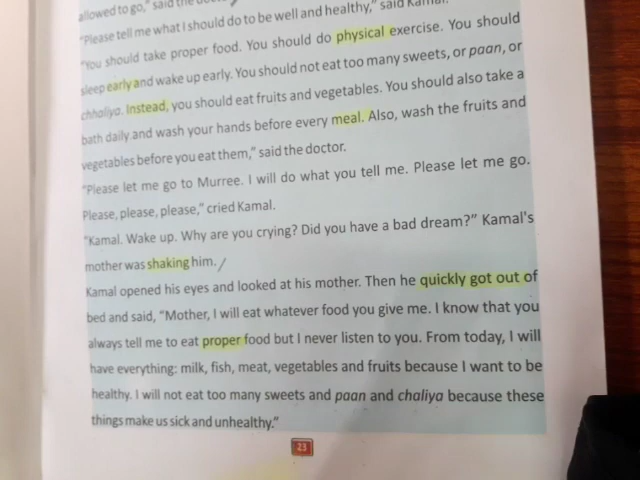 allowed to go," said the doctor.
"Please tell me what I should do to be well and healthy," said Kamal.
"You should take proper food. You should do physical exercise. You should
sleep early and wake up early. You should not eat too many sweets, or paan, or
chhaliya. Instead, you should eat fruits and vegetables. You should also take a
bath daily and wash your hands before every meal. Also, wash the fruits and
vegetables before you eat them," said the doctor.
"Please let me go to Murree. I will do what you tell me. Please let me go.
Please, please, please," cried Kamal.
"Kamal. Wake up. Why are you crying? Did you have a bad dream?" Kamal's
mother was shaking him.
Kamal opened his eyes and looked at his mother. Then he quickly got out of
bed and said, "Mother, I will eat whatever food you give me. I know that you
always tell me to eat proper food but I never listen to you. From today, I will
have everything: milk, fish, meat, vegetables and fruits because I want to be
healthy. I will not eat too many sweets and paan and chaliya because these
things make us sick and unhealthy."
23